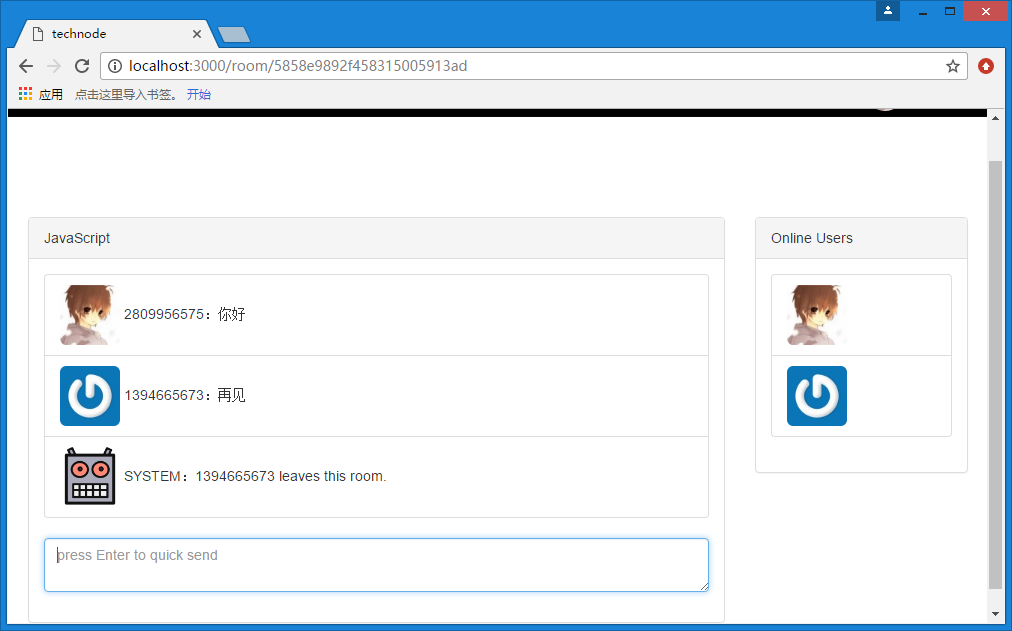 technode
localhost:3000/room/5858e9892f458315005913ad
应用 点击这里导入书签。 开始
JavaScript
2809956575：你好
1394665673：再见
SYSTEM：1394665673 leaves this room.
press Enter to quick send
Online Users